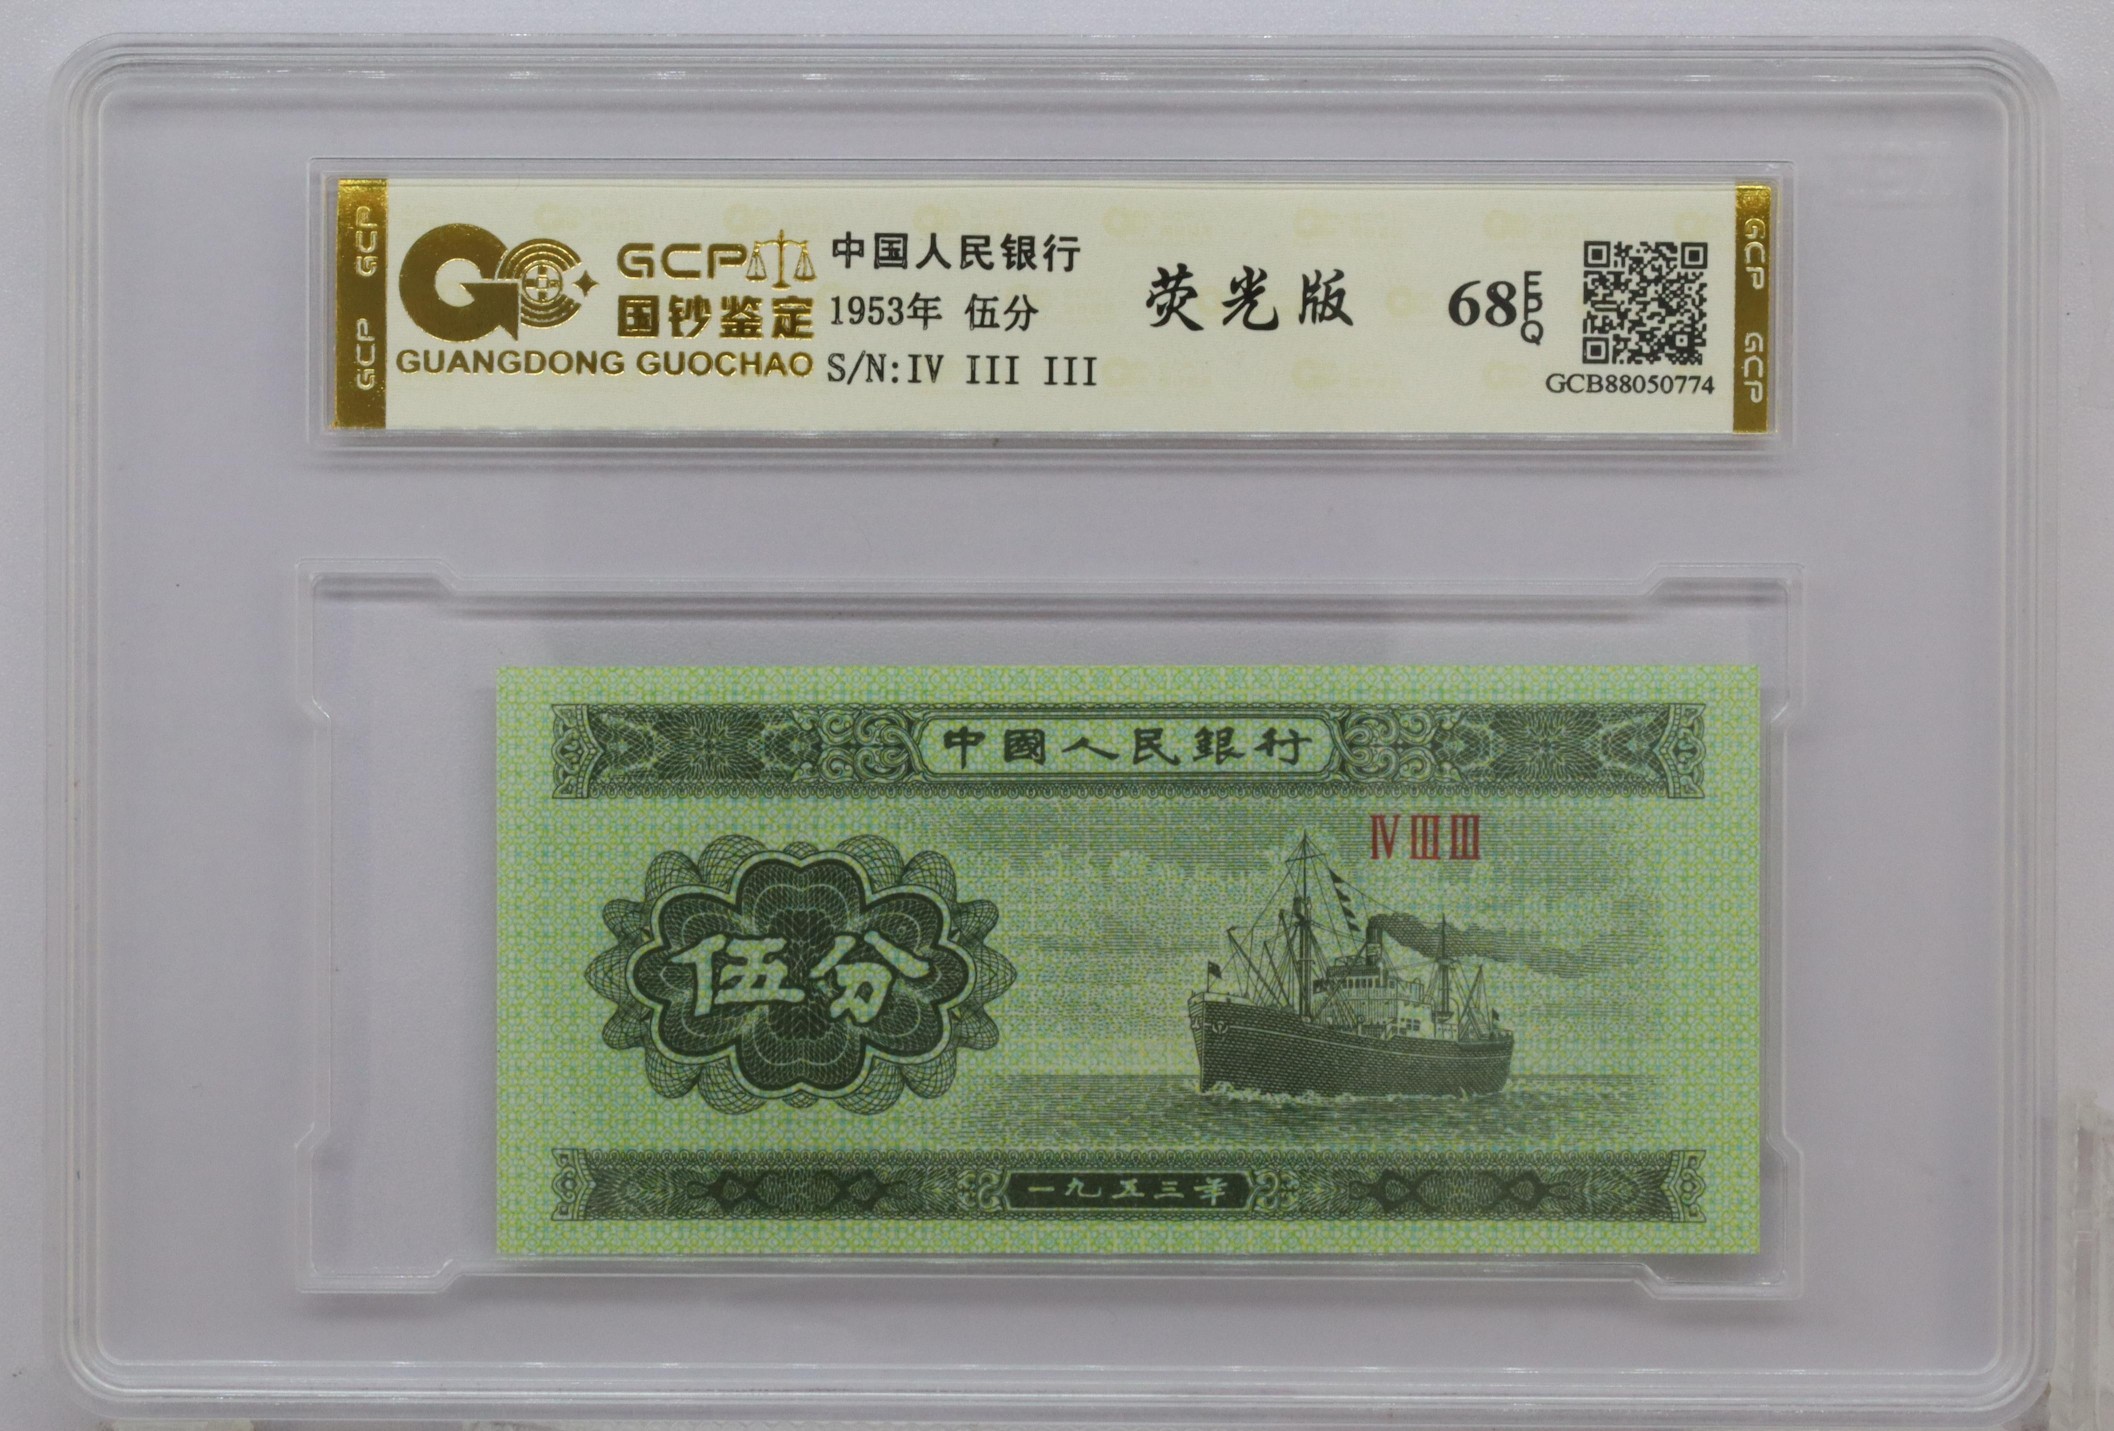 GCP
GCP
GCP
国钞鉴定
GUANGDONG GUOCHAO
中国人民银行
1953年 伍分
S/N:IV III III
荧光版
68 EPQ
GCB88050774
GCP
GCP
中國人民銀行
IV III III
伍分
一九五三年